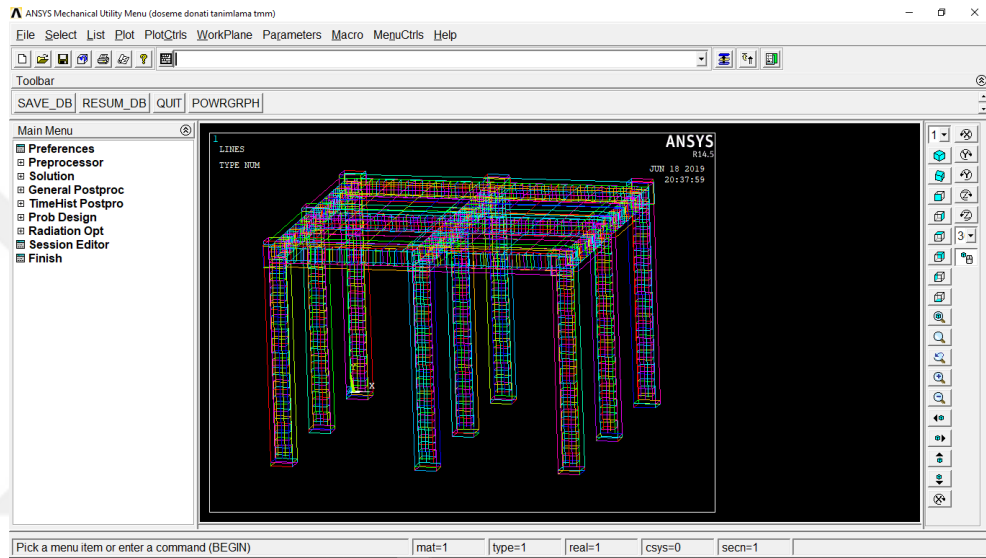 ANSYS Mechanical Utility Menu (doseme donati tanimlama tmm)
File Select List Plot PlotCtrls WorkPlane Parameters Macro MenuCtrls Help
Toolbar
SAVE_DB RESUM_DB QUIT POWRGRPH
Main Menu
Preferences
Preprocessor
Solution
General Postproc
TimeHist Postpro
Prob Design
Radiation Opt
Session Editor
Finish
1
LINES
TYPE NUM
ANSYS
R14.5
JUN 18 2019
20:37:59
X
1
3
Pick a menu item or enter a command (BEGIN) mat=1 type=1 real=1 csys=0 secn=1